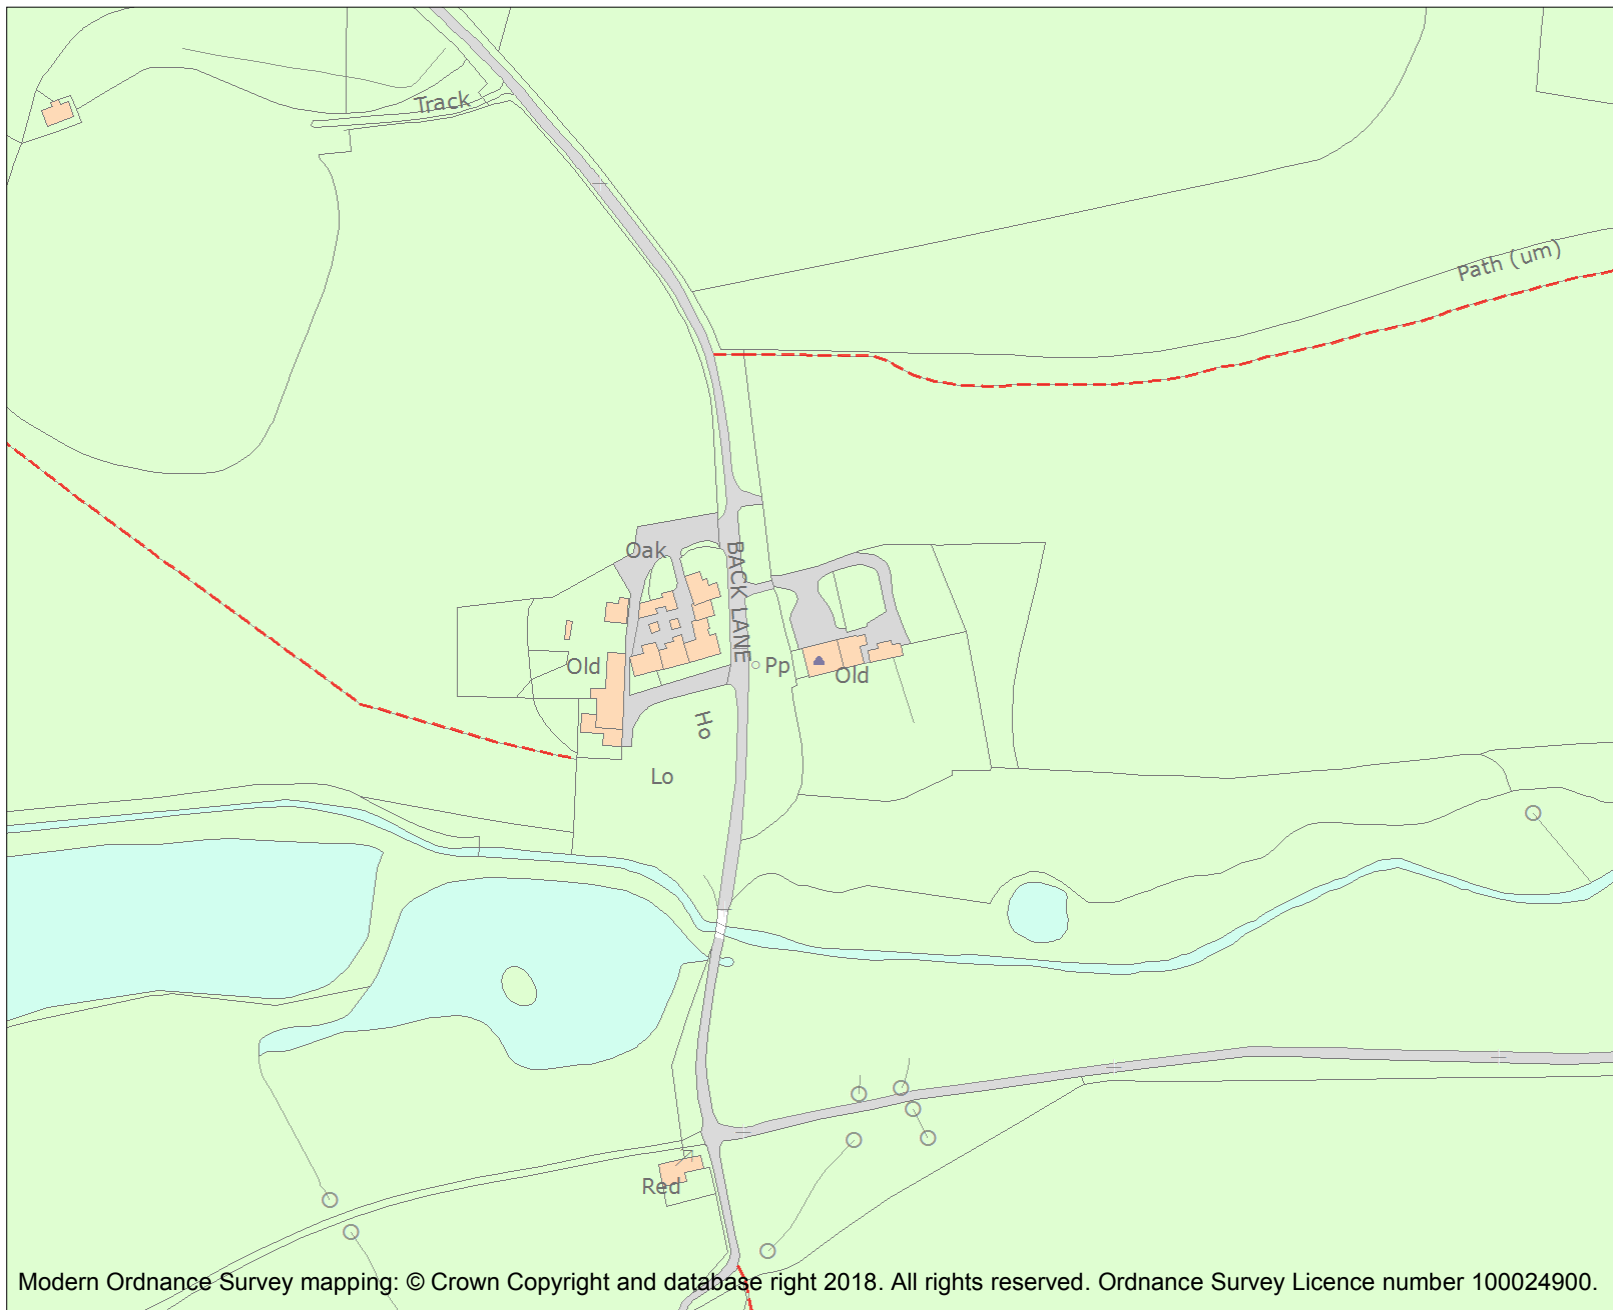 Track
Path (um)
Oak
BACK LANE
Old
Pp
Old
Ho
Lo
Red
Modern Ordnance Survey mapping: © Crown Copyright and database right 2018. All rights reserved. Ordnance Survey Licence number 100024900.